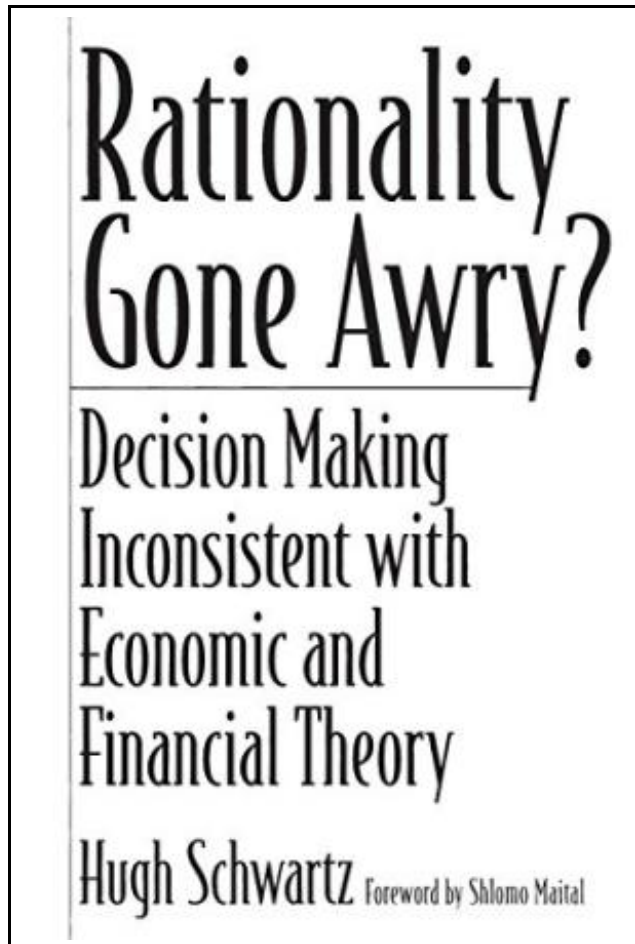 Rationality
Gone Awry?
Decision Making
Inconsistent with
Economic and
Financial Theory
Hugh Schwartz Foreword by Shlomo Maital